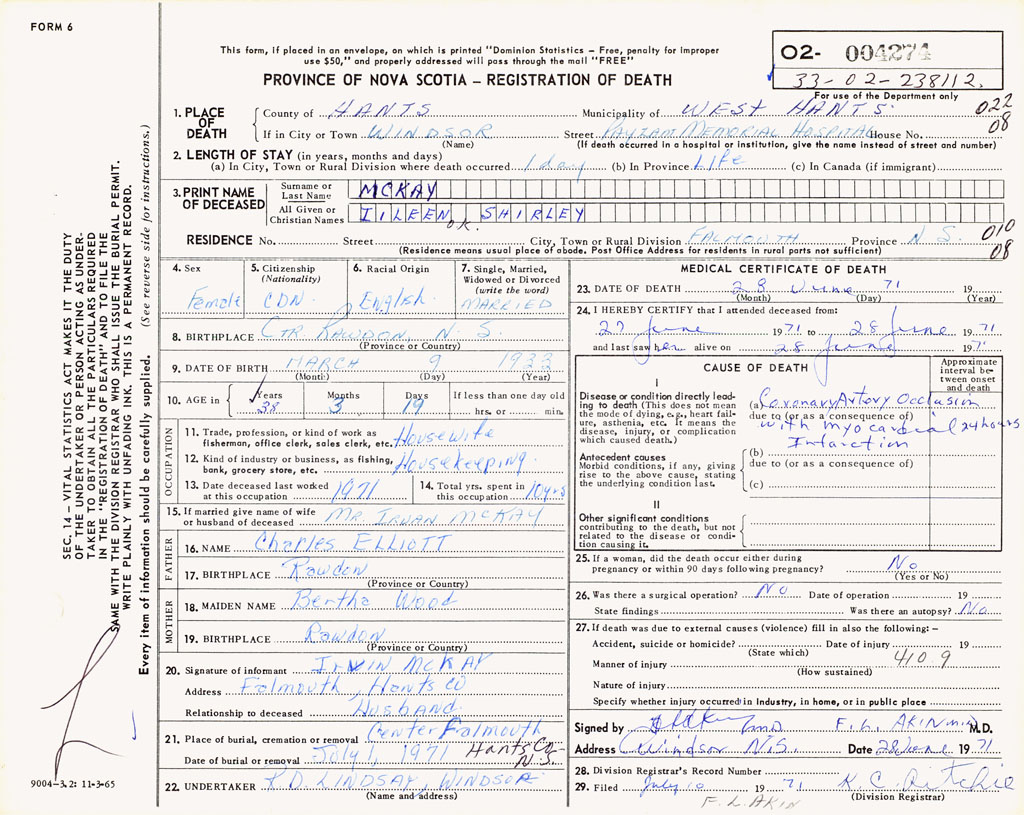 FORM 6
This form, if placed in an envelope, on which is printed "Dominion Statistics – Free, penalty for improper
use $50," and properly addressed will pass through the mail "FREE"
PROVINCE OF NOVA SCOTIA – REGISTRATION OF DEATH
02- 004274
33-02-238112.
For use of the Department only
SEC. 14 – VITAL STATISTICS ACT MAKES IT THE DUTY
OF THE UNDERTAKER OR PERSON ACTING AS UNDER-
TAKER TO OBTAIN ALL THE PARTICULARS REQUIRED
IN THE "REGISTRATION OF DEATH" AND TO FILE THE
SAME WITH THE DIVISION REGISTRAR WHO SHALL ISSUE THE BURIAL PERMIT.
WRITE PLAINLY WITH UNFADING INK. THIS IS A PERMANENT RECORD.
Every item of information should be carefully supplied. (See reverse side for instructions.)
1. PLACE OF DEATH County of HANTS Municipality of WEST HANTS 022
If in City or Town WINDSOR Street PAYZANT MEMORIAL HOSPITAL House No. 08
(Name) (If death occurred in a hospital or institution, give the name instead of street and number)
2. LENGTH OF STAY (in years, months and days)
(a) In City, Town or Rural Division where death occurred 1 day (b) In Province Life (c) In Canada (if immigrant)
3. PRINT NAME OF DECEASED Surname or Last Name MCKAY
All Given or Christian Names ILEEN SHIRLEY
O.K.
RESIDENCE No. Street City, Town or Rural Division FALMOUTH Province N S 010
(Residence means usual place of abode. Post Office Address for residents in rural parts not sufficient) 08
4. Sex Female
5. Citizenship (Nationality) CDN.
6. Racial Origin English
7. Single, Married, Widowed or Divorced (write the word) MARRIED
8. BIRTHPLACE CTR RAWDON, N. S.
(Province or Country)
9. DATE OF BIRTH MARCH 9 1933
(Month) (Day) (Year)
10. AGE in Years 38 Months 3 Days 19 If less than one day old
hrs. or min.
OCCUPATION
11. Trade, profession, or kind of work as
fisherman, office clerk, sales clerk, etc. Housewife
12. Kind of industry or business, as fishing,
bank, grocery store, etc. Housekeeping
13. Date deceased last worked
at this occupation 1971
14. Total yrs. spent in
this occupation 10 yrs
15. If married give name of wife
or husband of deceased MR. IRWAN MCKAY
FATHER
16. NAME Charles ELLIOTT
17. BIRTHPLACE Rawdon
(Province or Country)
MOTHER
18. MAIDEN NAME Bertha Wood
19. BIRTHPLACE Rawdon
(Province or Country)
20. Signature of informant IRVIN MCKAY
Address Falmouth, Hants Co
Relationship to deceased Husband
21. Place of burial, cremation or removal Center Falmouth
Date of burial or removal July 1, 1971 Hants Co.
N.S.
22. UNDERTAKER R.D. LINDSAY, WINDSOR
(Name and address)
9004–3.2: 11-3-65
MEDICAL CERTIFICATE OF DEATH
23. DATE OF DEATH 28 June 71 19
(Month) (Day) (Year)
24. I HEREBY CERTIFY that I attended deceased from:
27 June 1971 to 28 June 1971
and last saw her alive on 28 June 197
CAUSE OF DEATH
Approximate interval between onset and death
I
Disease or condition directly lead-
ing to death (This does not mean
the mode of dying, e.g., heart fail-
ure, asthenia, etc. It means the
disease, injury, or complication
which caused death.)
(a) Coronary Artery Occlusion
due to (or as a consequence of)
with myocardial 24 hours
Infarction
Antecedent causes
Morbid conditions, if any, giving
rise to the above cause, stating
the underlying condition last.
(b)
due to (or as a consequence of)
(c)
II
Other significant conditions
contributing to the death, but not
related to the disease or condi-
tion causing it.
25. If a woman, did the death occur either during
pregnancy or within 90 days following pregnancy? No
(Yes or No)
26. Was there a surgical operation? No Date of operation 19
State findings Was there an autopsy? No
27. If death was due to external causes (violence) fill in also the following: –
Accident, suicide or homicide? Date of injury 19
(State which) 410.9
Manner of injury
(How sustained)
Nature of injury
Specify whether injury occurred in industry, in home, or in public place
Signed by M.D. F. L. AKIN M.D. M.D.
Address Windsor N.S. Date 28 June 1971
28. Division Registrar's Record Number
29. Filed July 10 1971 K. C. Ritchie
(Division Registrar)
F. L. AKIN